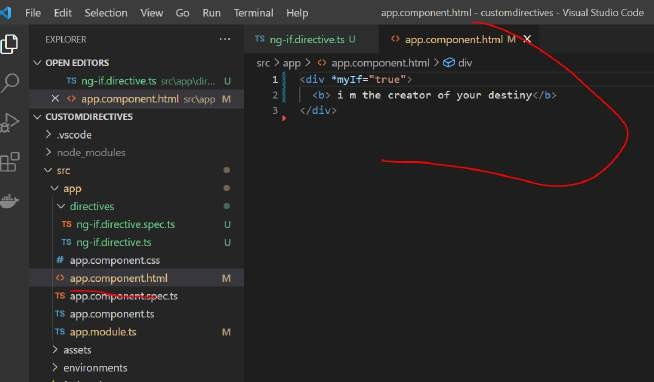 File Edit Selection View Go Run Terminal Help app.component.html - customdirectives - Visual Studio Code
EXPLORER ...
OPEN EDITORS
TS ng-if.directive.ts src\app\dir... U
× <> app.component.html src\app M
CUSTOMDIRECTIVES
.vscode
node_modules
src
app
directives
TS ng-if.directive.spec.ts U
TS ng-if.directive.ts U
# app.component.css
<> app.component.html M
TS app.component.spec.ts
TS app.component.ts
TS app.module.ts M
assets
environments
TS ng-if.directive.ts U <> app.component.html M ×
src > app > <> app.component.html > div
1 <div *myIf="true">
2 <b> i m the creator of your destiny</b>
3 </div>